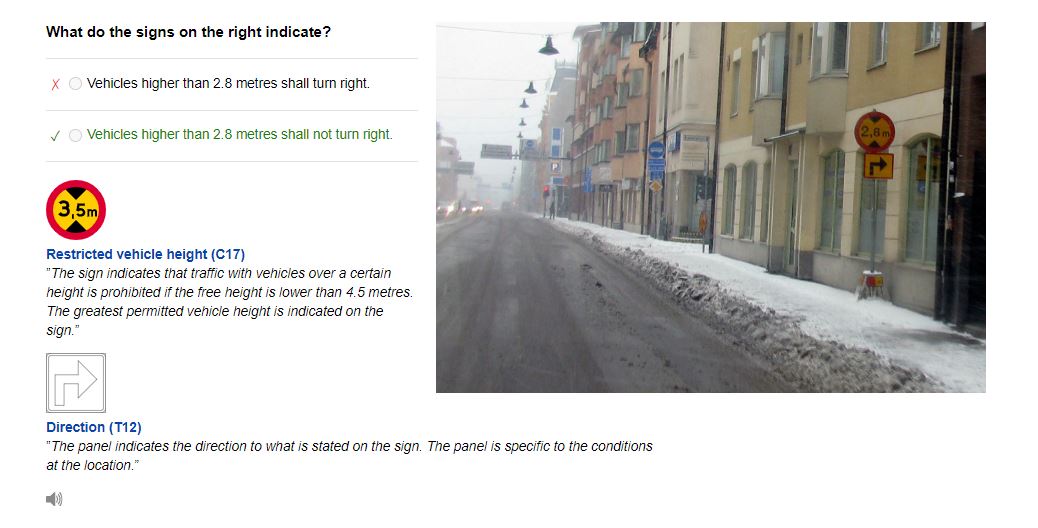 What do the signs on the right indicate?
Vehicles higher than 2.8 metres shall turn right.
Vehicles higher than 2.8 metres shall not turn right.
2,8m
3,5m
Restricted vehicle height (C17)
"The sign indicates that traffic with vehicles over a certain
height is prohibited if the free height is lower than 4.5 metres.
The greatest permitted vehicle height is indicated on the
sign.”
Direction (T12)
"The panel indicates the direction to what is stated on the sign. The panel is specific to the conditions
at the location.”